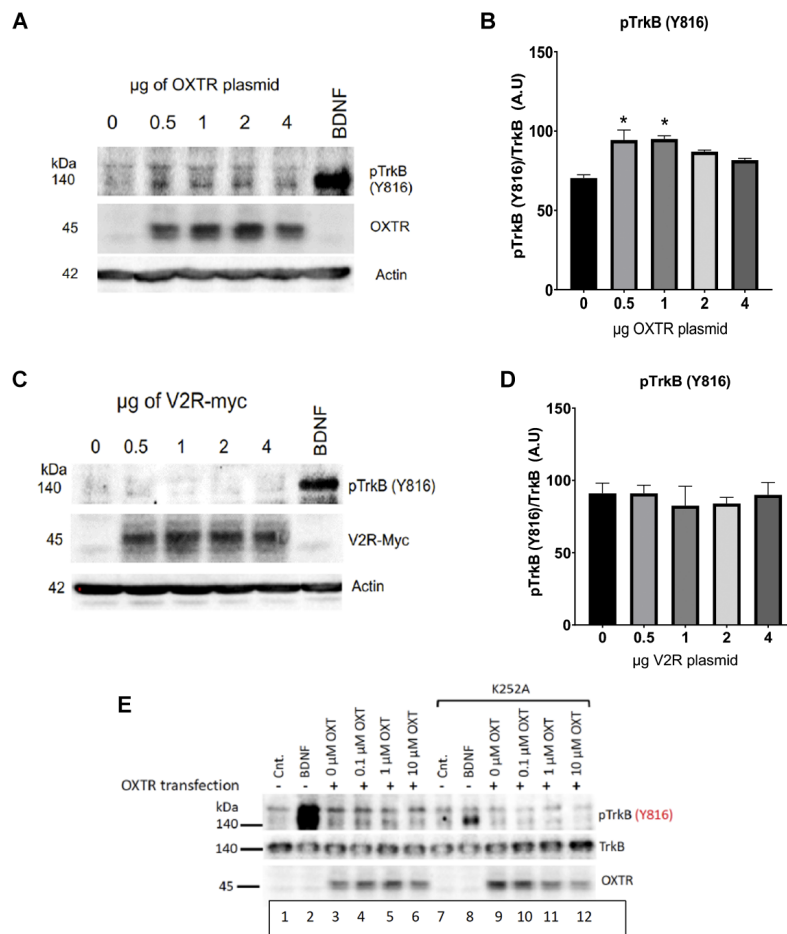 A
µg of OXTR plasmid
0 0.5 1 2 4 BDNF
kDa
140 pTrkB
(Y816)
45 OXTR
42 Actin
B
pTrkB (Y816)
pTrkB (Y816)/TrkB (A.U)
150
100
50
0
* *
0 0.5 1 2 4
µg OXTR plasmid
C
µg of V2R-myc
0 0.5 1 2 4 BDNF
kDa
140 pTrkB (Y816)
45 V2R-Myc
42 Actin
D
pTrkB (Y816)
pTrkB (Y816)/TrkB (A.U)
150
100
50
0
0 0.5 1 2 4
µg V2R plasmid
E
K252A
Cnt. BDNF 0 µM OXT 0.1 µM OXT 1 µM OXT 10 µM OXT Cnt. BDNF 0 µM OXT 0.1 µM OXT 1 µM OXT 10 µM OXT
OXTR transfection - - + + + + - - + + + +
kDa
140 pTrkB (Y816)
140 TrkB
45 OXTR
1 2 3 4 5 6 7 8 9 10 11 12